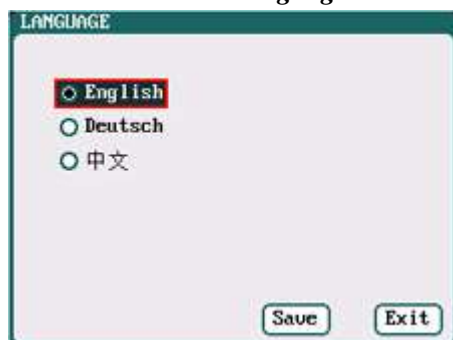 LANGUAGE
English
Deutsch
中文
Save Exit